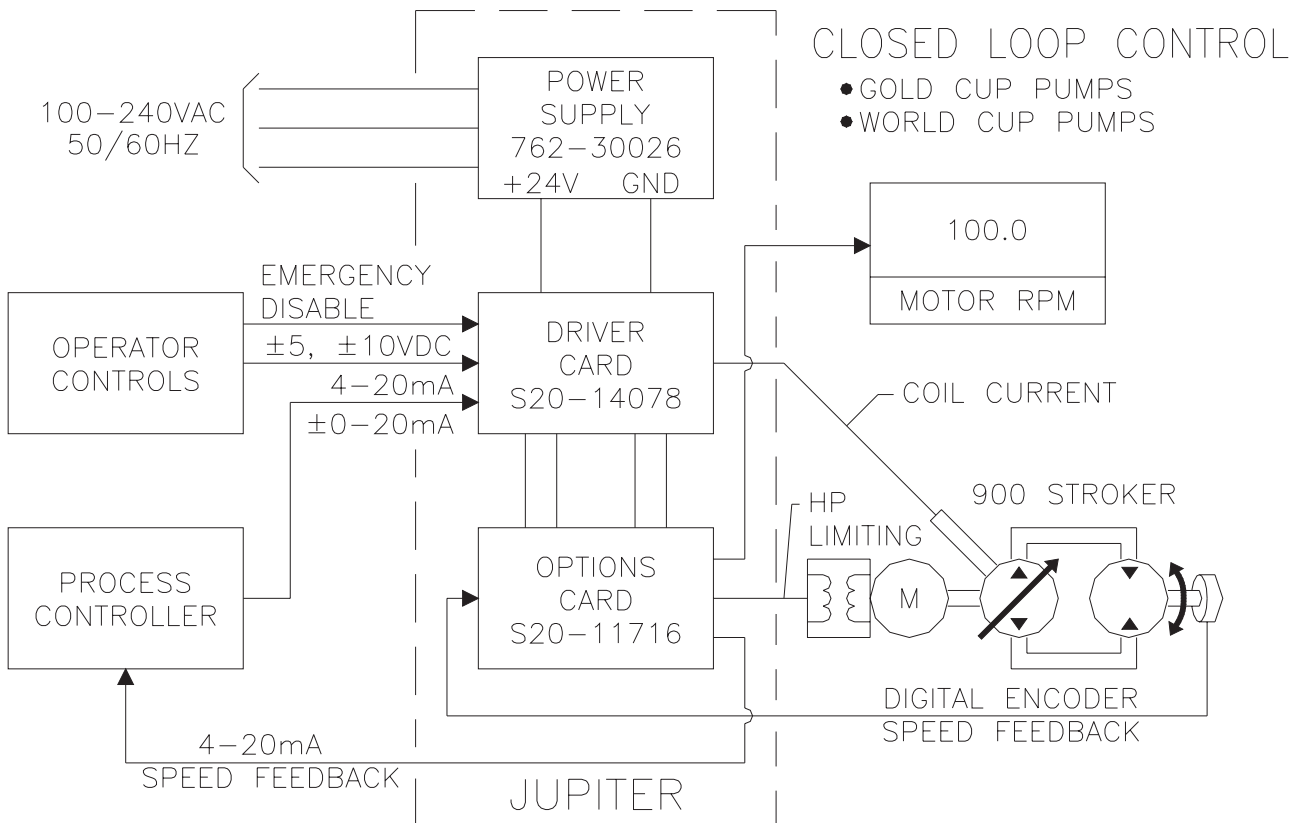 CLOSED LOOP CONTROL
GOLD CUP PUMPS
WORLD CUP PUMPS
100-240VAC
50/60HZ
POWER
SUPPLY
762-30026
+24V GND
100.0
MOTOR RPM
OPERATOR
CONTROLS
EMERGENCY
DISABLE
±5, ±10VDC
4-20mA
±0-20mA
DRIVER
CARD
S20-14078
COIL CURRENT
900 STROKER
HP
LIMITING
PROCESS
CONTROLLER
OPTIONS
CARD
S20-11716
M
DIGITAL ENCODER
SPEED FEEDBACK
4-20mA
SPEED FEEDBACK
JUPITER